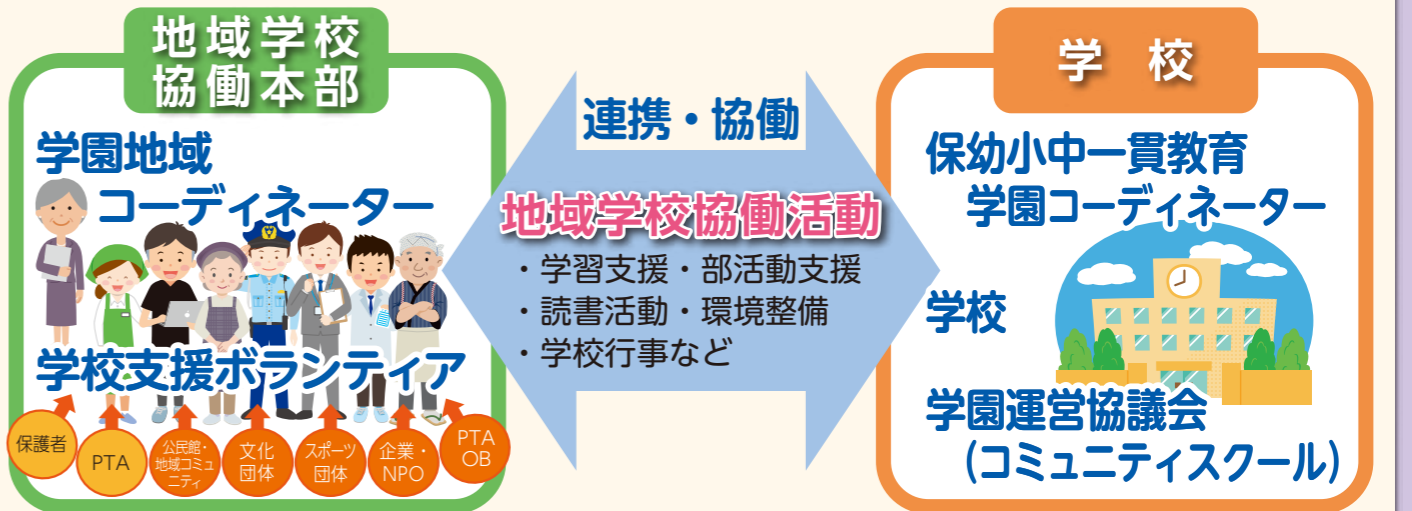 地域学校
協働本部
学園地域
コーディネーター
学校支援ボランティア
保護者
PTA
公民館・
地域コミュ
ニティ
文化
団体
スポーツ
団体
企業・
NPO
PTA
OB
連携・協働
地域学校協働活動
・学習支援・部活動支援
・読書活動・環境整備
・学校行事など
学　校
保幼小中一貫教育
学園コーディネーター
学校
学園運営協議会
（コミュニティスクール）